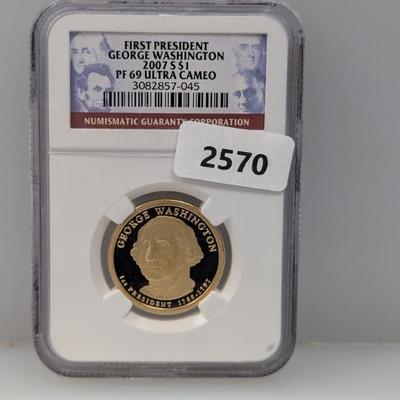 FIRST PRESIDENT
GEORGE WASHINGTON
2007 S $1
PF 69 ULTRA CAMEO
3082857-045
NUMISMATIC GUARANTY CORPORATION
2570
GEORGE WASHINGTON
1st PRESIDENT 1789-1797